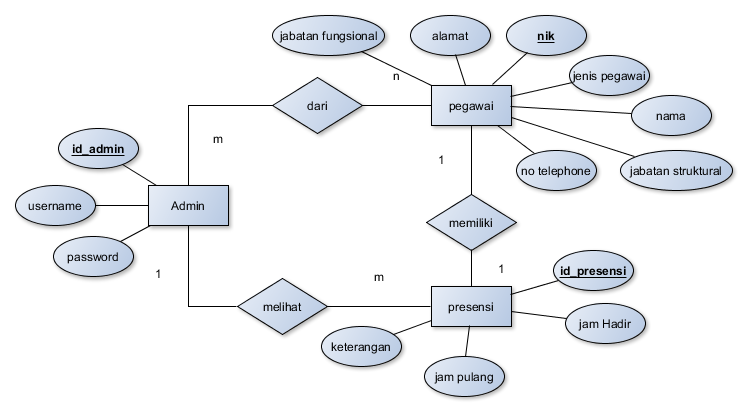 jabatan fungsional
alamat
nik
n
jenis pegawai
dari
pegawai
nama
m
id_admin
1
no telephone
jabatan struktural
username
Admin
memiliki
password
1
1
id_presensi
m
melihat
presensi
jam Hadir
keterangan
jam pulang